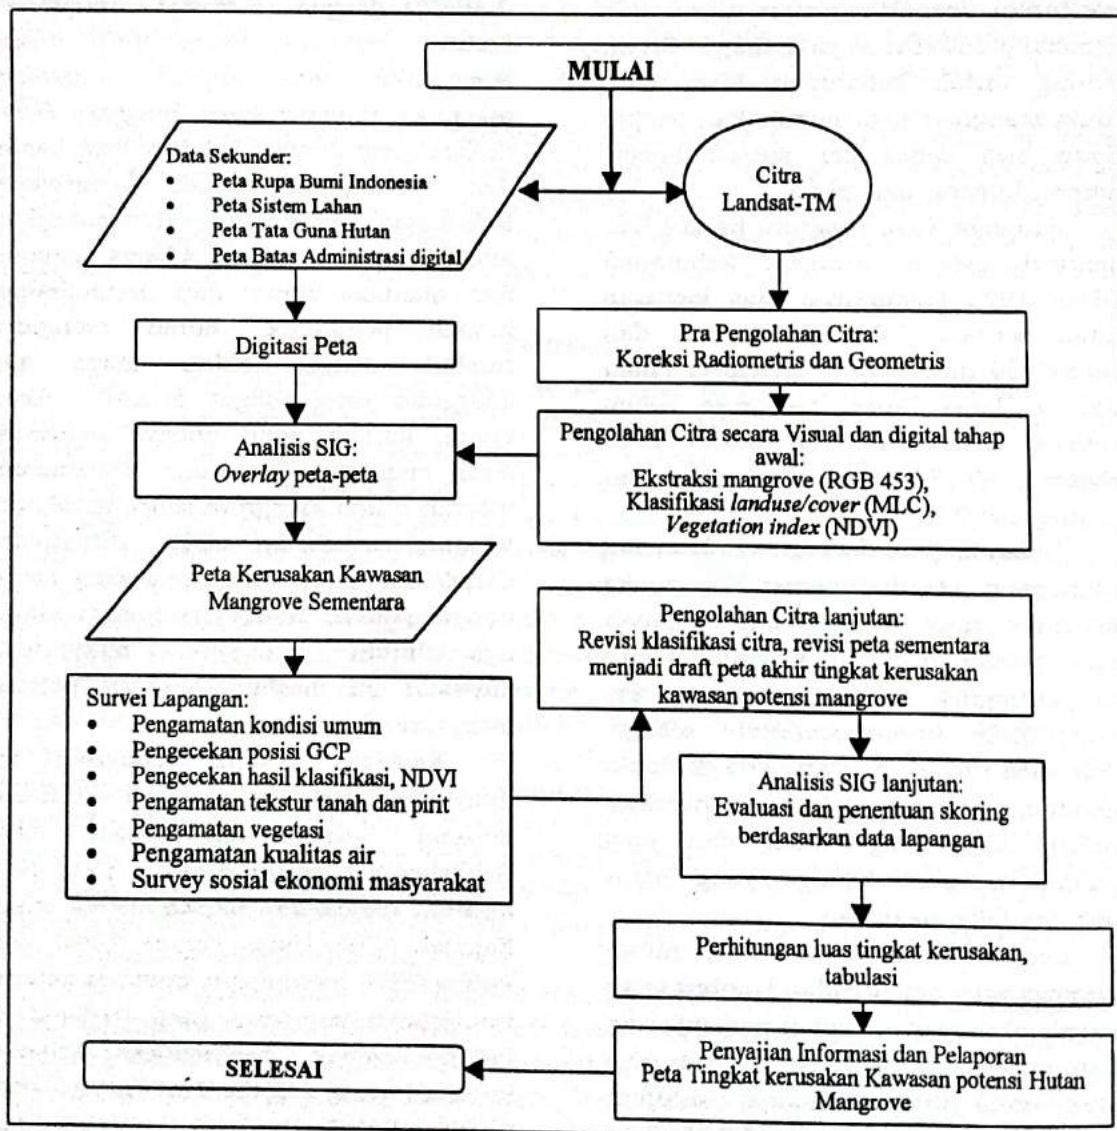 MULAI
Data Sekunder:
• Peta Rupa Bumi Indonesia
• Peta Sistem Lahan
• Peta Tata Guna Hutan
• Peta Batas Administrasi digital
Citra
Landsat-TM
Digitasi Peta
Pra Pengolahan Citra:
Koreksi Radiometris dan Geometris
Analisis SIG:
Overlay peta-peta
Pengolahan Citra secara Visual dan digital tahap
awal:
Ekstraksi mangrove (RGB 453),
Klasifikasi landuse/cover (MLC),
Vegetation index (NDVI)
Peta Kerusakan Kawasan
Mangrove Sementara
Pengolahan Citra lanjutan:
Revisi klasifikasi citra, revisi peta sementara
menjadi draft peta akhir tingkat kerusakan
kawasan potensi mangrove
Survei Lapangan:
• Pengamatan kondisi umum
• Pengecekan posisi GCP
• Pengecekan hasil klasifikasi, NDVI
• Pengamatan tekstur tanah dan pirit
• Pengamatan vegetasi
• Pengamatan kualitas air
• Survey sosial ekonomi masyarakat
Analisis SIG lanjutan:
Evaluasi dan penentuan skoring
berdasarkan data lapangan
Perhitungan luas tingkat kerusakan,
tabulasi
Penyajian Informasi dan Pelaporan
Peta Tingkat kerusakan Kawasan potensi Hutan
Mangrove
SELESAI